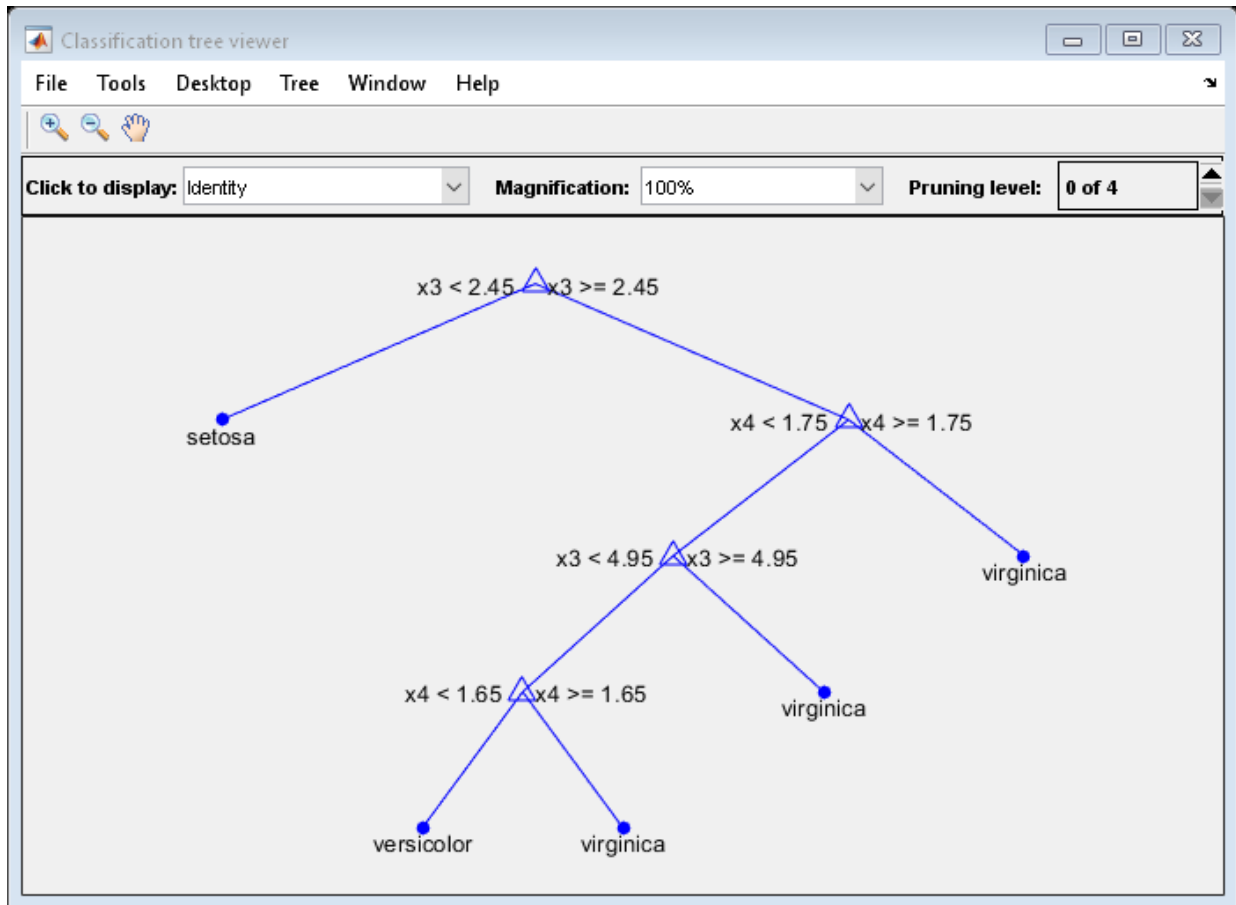 Classification tree viewer
File Tools Desktop Tree Window Help
Click to display: Identity Magnification: 100% Pruning level: 0 of 4
x3 < 2.45 x3 >= 2.45
setosa
x4 < 1.75 x4 >= 1.75
x3 < 4.95 x3 >= 4.95
virginica
x4 < 1.65 x4 >= 1.65
virginica
versicolor virginica